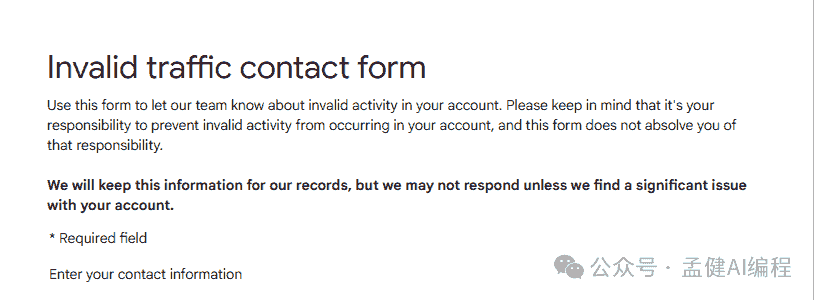 Invalid traffic contact form
Use this form to let our team know about invalid activity in your account. Please keep in mind that it's your
responsibility to prevent invalid activity from occurring in your account, and this form does not absolve you of
that responsibility.
We will keep this information for our records, but we may not respond unless we find a significant issue
with your account.
* Required field
Enter your contact information
公众号 · 孟健AI编程